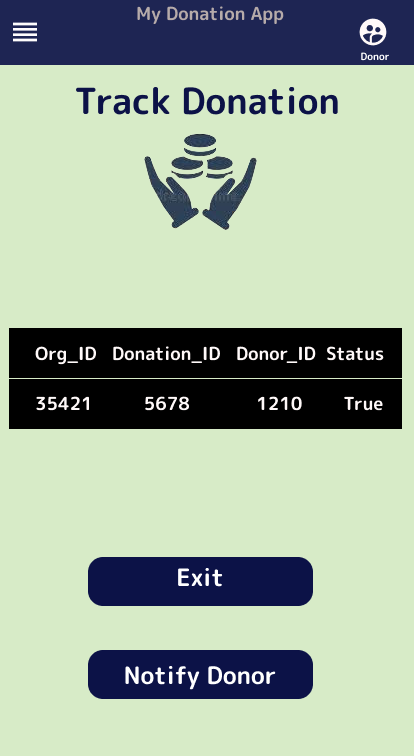 My Donation App
Donor
Track Donation
Org_ID Donation_ID Donor_ID Status
35421 5678 1210 True
Exit
Notify Donor